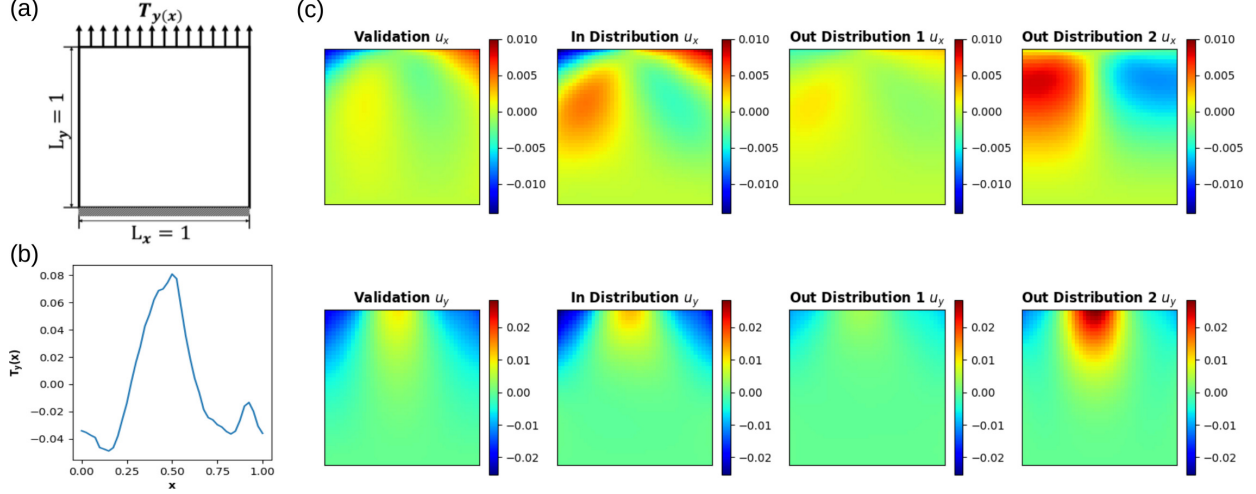 (a)
T_y(x)
L_y = 1
L_x = 1
(b)
0.08
0.06
0.04
0.02
0.00
−0.02
−0.04
T_y(x)
0.00 0.25 0.50 0.75 1.00
x
(c)
Validation u_x
0.010
0.005
0.000
−0.005
−0.010
In Distribution u_x
0.010
0.005
0.000
−0.005
−0.010
Out Distribution 1 u_x
0.010
0.005
0.000
−0.005
−0.010
Out Distribution 2 u_x
0.010
0.005
0.000
−0.005
−0.010
Validation u_y
0.02
0.01
0.00
−0.01
−0.02
In Distribution u_y
0.02
0.01
0.00
−0.01
−0.02
Out Distribution 1 u_y
0.02
0.01
0.00
−0.01
−0.02
Out Distribution 2 u_y
0.02
0.01
0.00
−0.01
−0.02